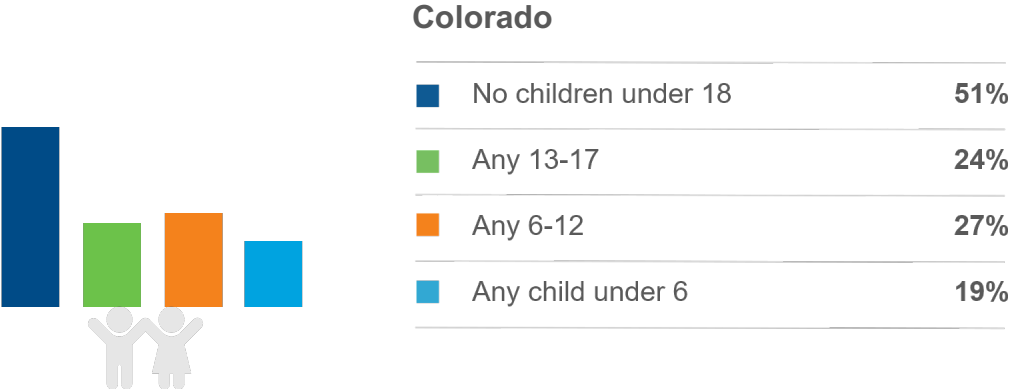 Colorado
No children under 18 51%
Any 13-17 24%
Any 6-12 27%
Any child under 6 19%